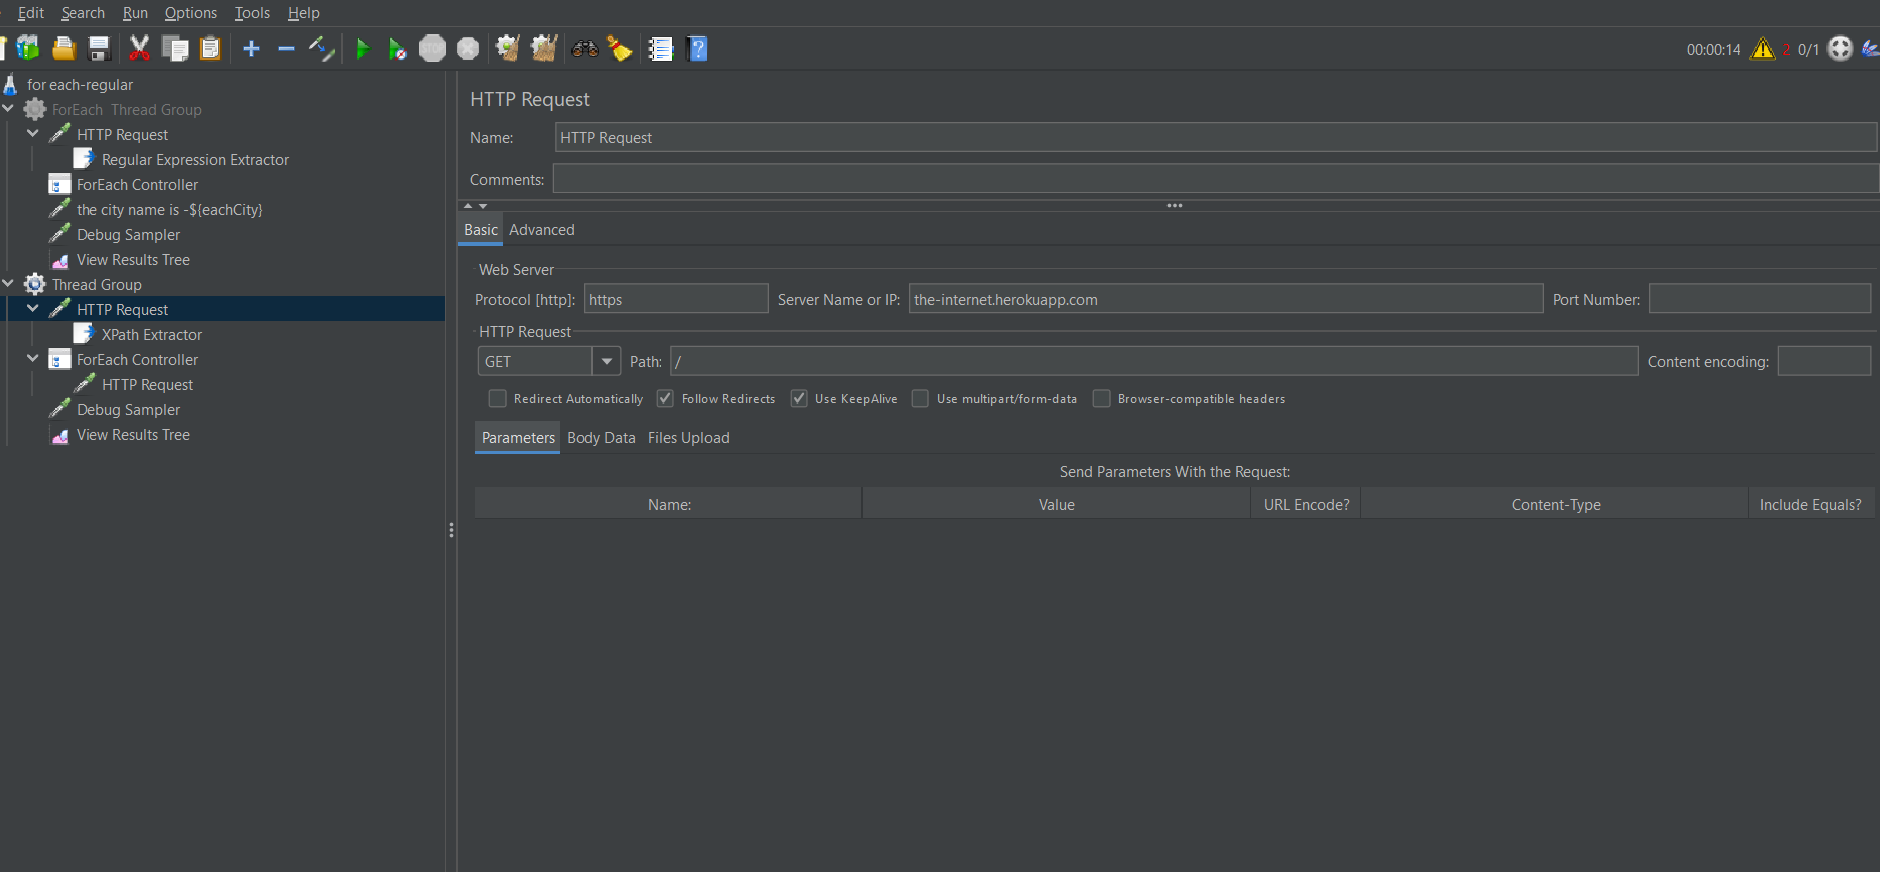 Edit Search Run Options Tools Help
STOP
00:00:14 2 0/1
for each-regular
ForEach Thread Group
HTTP Request
Regular Expression Extractor
ForEach Controller
the city name is -${eachCity}
Debug Sampler
View Results Tree
Thread Group
HTTP Request
XPath Extractor
ForEach Controller
HTTP Request
Debug Sampler
View Results Tree
HTTP Request
Name: HTTP Request
Comments:
Basic Advanced
Web Server
Protocol [http]: https Server Name or IP: the-internet.herokuapp.com Port Number:
HTTP Request
GET Path: / Content encoding:
Redirect Automatically Follow Redirects Use KeepAlive Use multipart/form-data Browser-compatible headers
Parameters Body Data Files Upload
Send Parameters With the Request:
Name: Value URL Encode? Content-Type Include Equals?